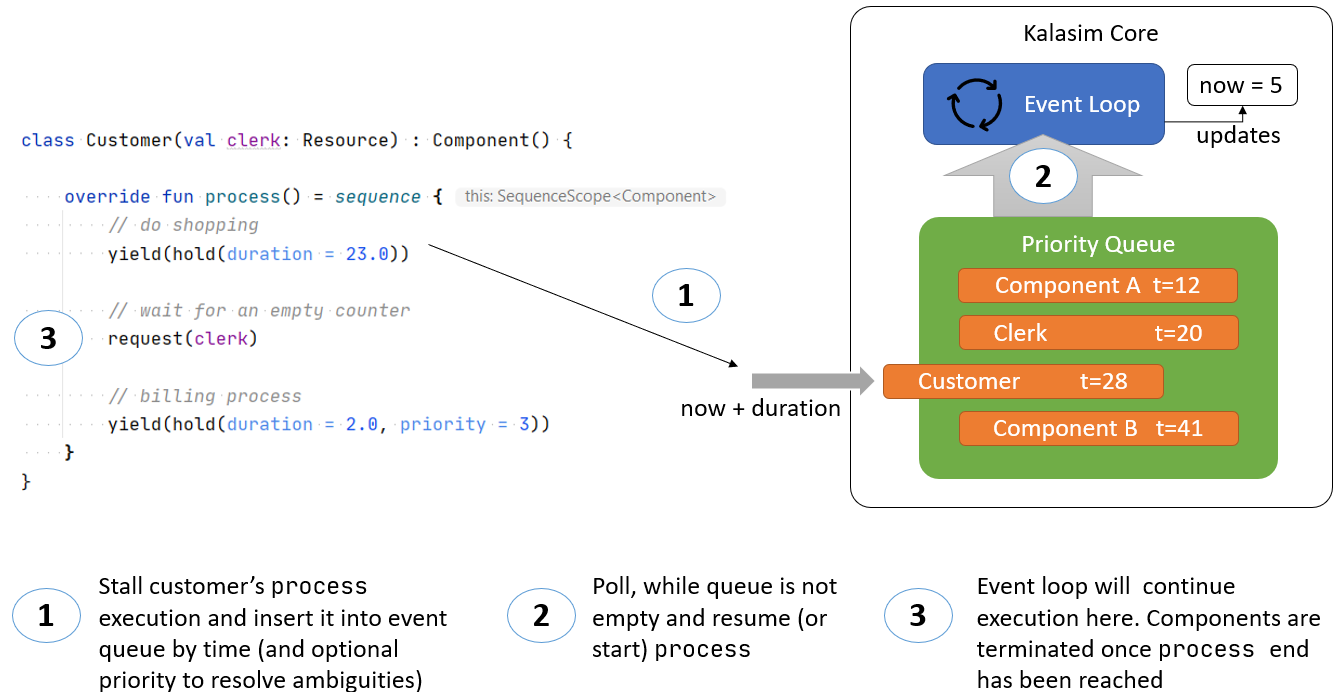 class Customer(val clerk: Resource) : Component() {
override fun process() = sequence { this: SequenceScope<Component>
// do shopping
yield(hold(duration = 23.0))
// wait for an empty counter
request(clerk)
// billing process
yield(hold(duration = 2.0, priority = 3))
}
}
3
1
now + duration
Kalasim Core
Event Loop
now = 5
updates
2
Priority Queue
Component A t=12
Clerk t=20
Customer t=28
Component B t=41
1
Stall customer’s process
execution and insert it into event
queue by time (and optional
priority to resolve ambiguities)
2
Poll, while queue is not
empty and resume (or
start) process
3
Event loop will continue
execution here. Components are
terminated once process end
has been reached